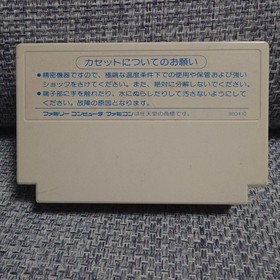 カセットについてのお願い
●精密機器ですので、極端な温度条件下での使用や保管および強い
ショックをさけてください。また、絶対に分解しないでください。
●端子部に手を触れたり、水にぬらしたりして汚さないようにして
ください。故障の原因となります。
ファミリー コンピュータ・ファミコンは任天堂の商標です。